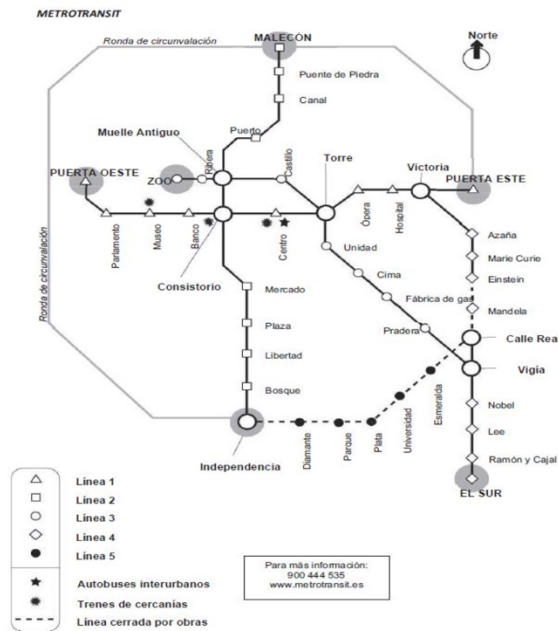 METROTRANSIT
Ronda de circunvalación
MALECÓN
Norte
Puente de Piedra
Canal
Puerto
Muelle Antiguo
Ribera
Castillo
Torre
Victoria
PUERTA OESTE
ZOO
PUERTA ESTE
Parlamento
Museo
Banco
Centro
Ópera
Hospital
Consistorio
Unidad
Azaña
Marie Curie
Cima
Einstein
Mercado
Fábrica de gas
Mandela
Ronda de circunvalación
Plaza
Pradera
Calle Rea
Libertad
Vigía
Bosque
Esmeralda
Universidad
Plata
Parque
Diamante
Nobel
Lee
Independencia
Ramón y Cajal
EL SUR
Línea 1
Línea 2
Línea 3
Línea 4
Línea 5
Autobuses interurbanos
Trenes de cercanías
Línea cerrada por obras
Para más información:
900 444 535
www.metrotransit.es